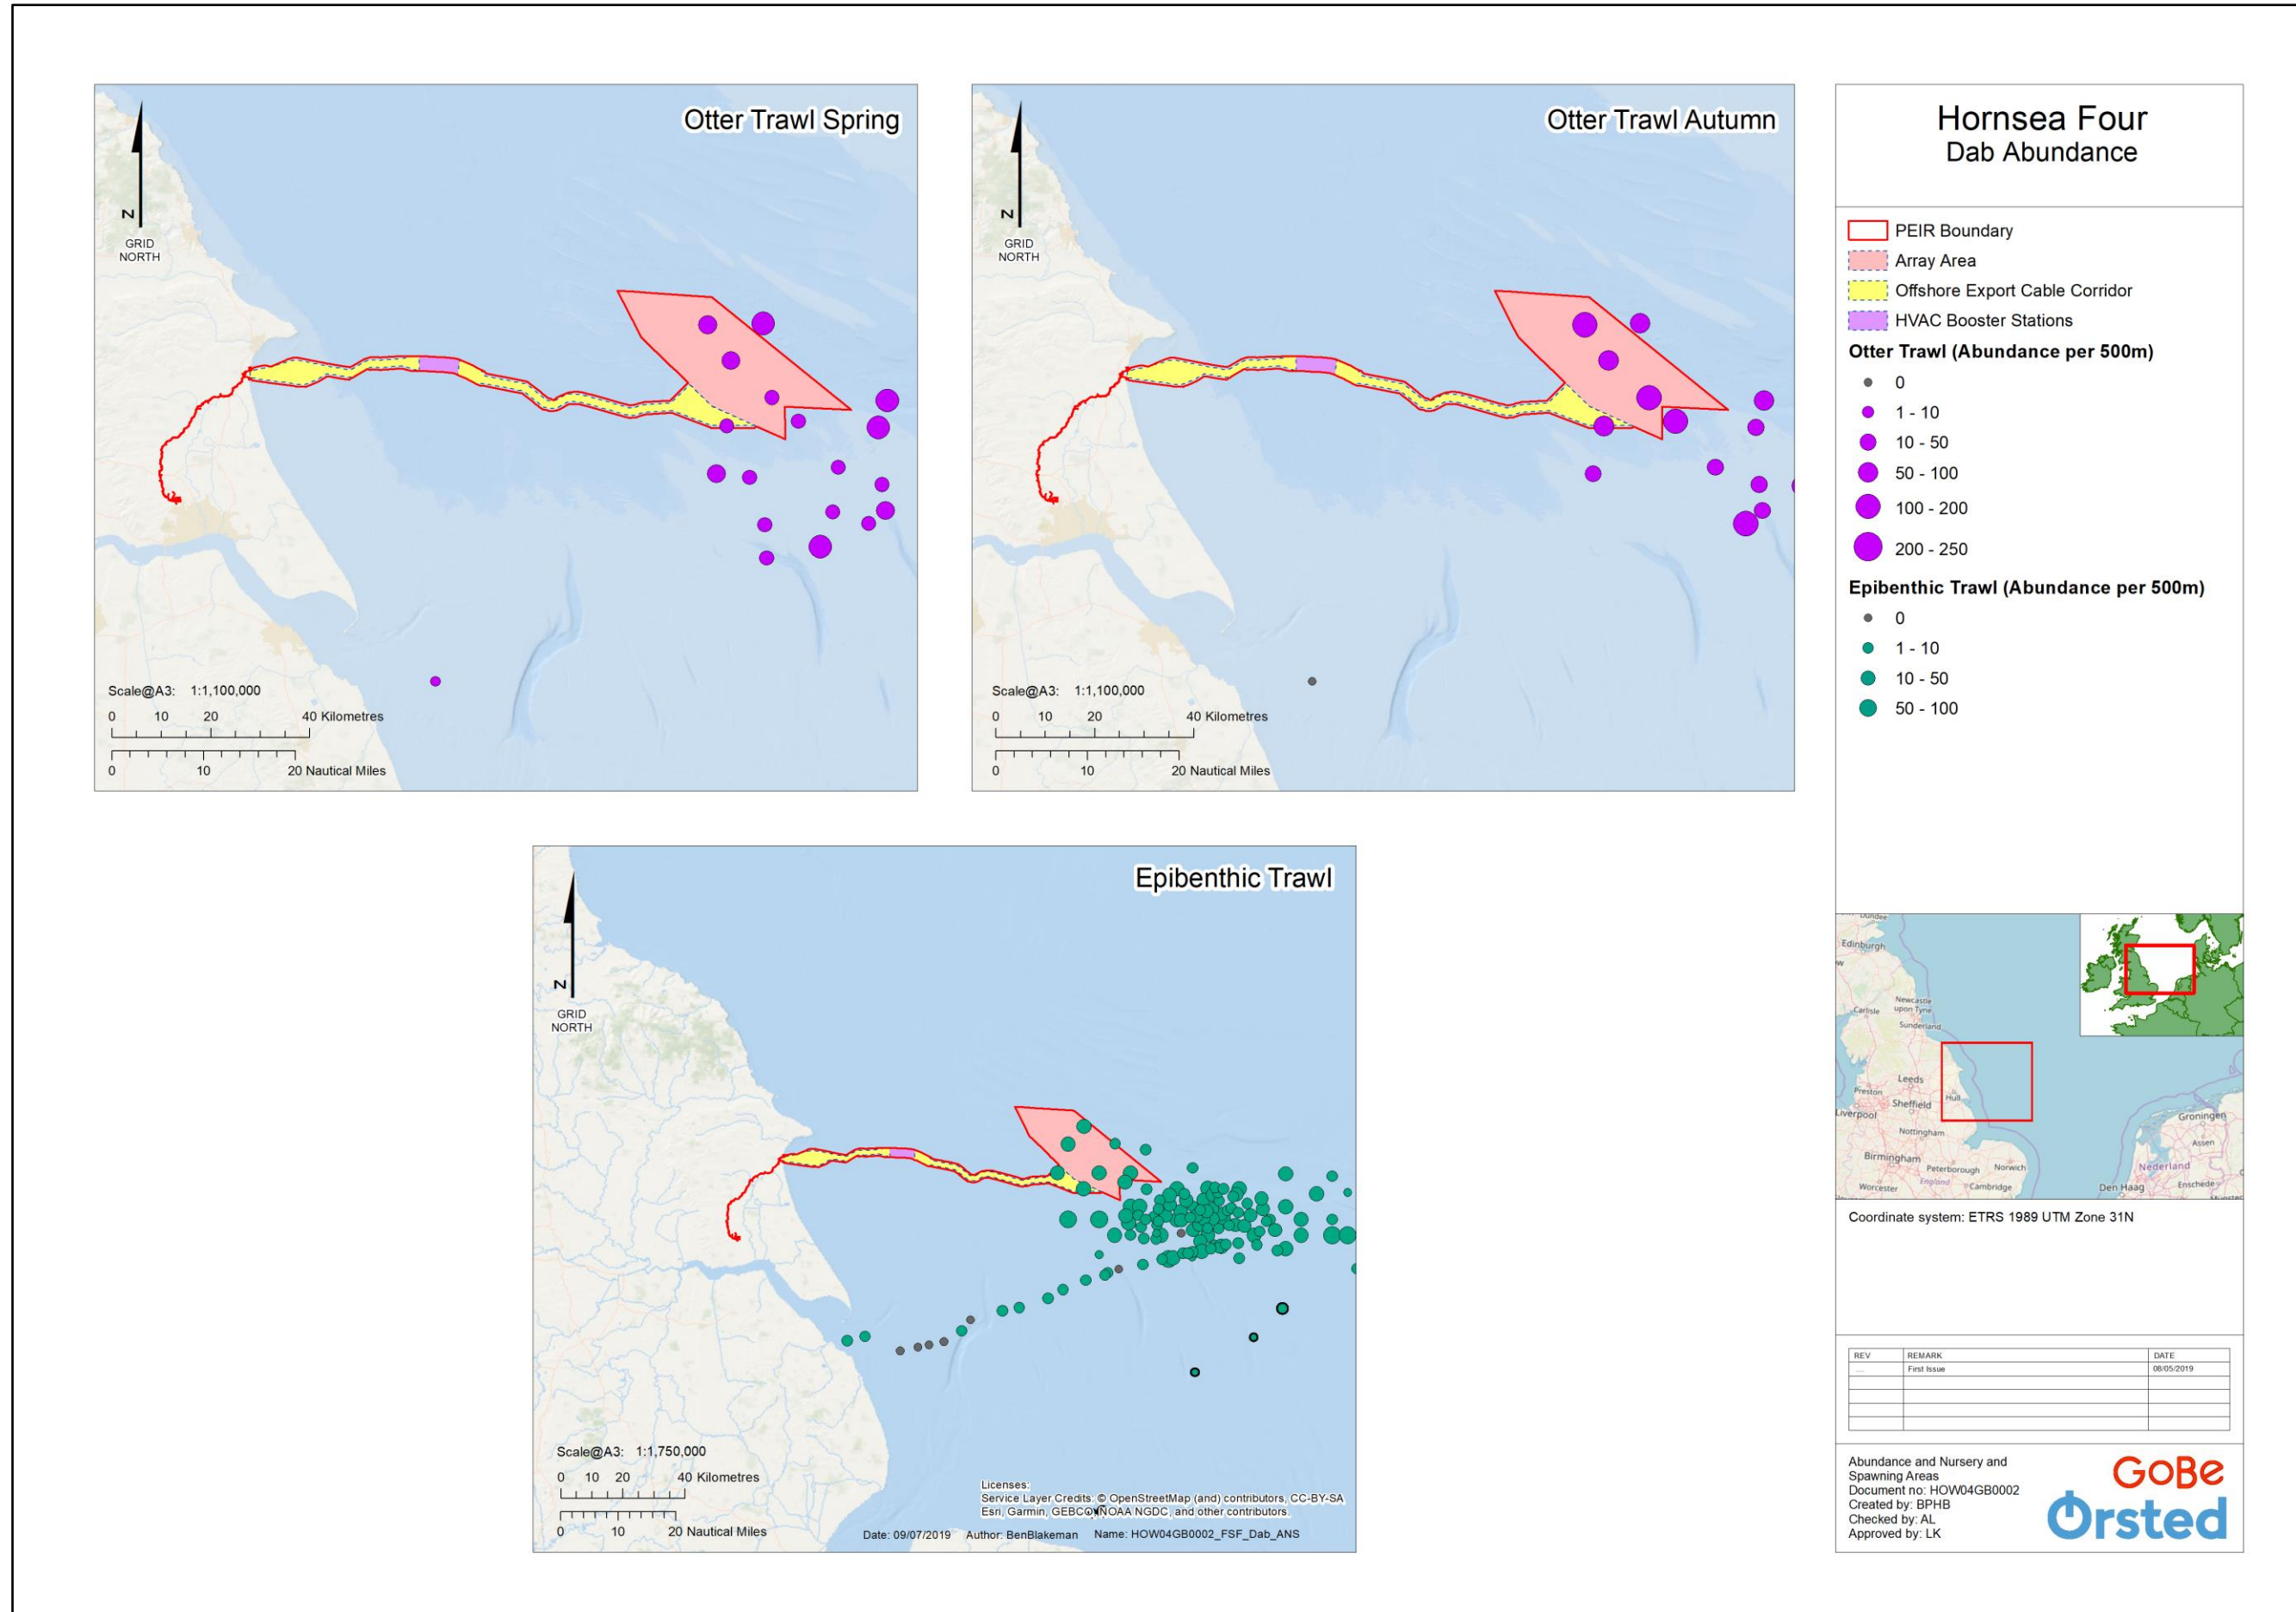 Otter Trawl Spring
N
GRID
NORTH
Scale@A3: 1:1,100,000
0 10 20 40 Kilometres
0 10 20 Nautical Miles
Otter Trawl Autumn
N
GRID
NORTH
Scale@A3: 1:1,100,000
0 10 20 40 Kilometres
0 10 20 Nautical Miles
Epibenthic Trawl
N
GRID
NORTH
Scale@A3: 1:1,750,000
0 10 20 40 Kilometres
0 10 20 Nautical Miles
Licenses:
Service Layer Credits: © OpenStreetMap (and) contributors, CC-BY-SA
Esri, Garmin, GEBCO, NOAA NGDC, and other contributors.
Date: 09/07/2019 Author: BenBlakeman Name: HOW04GB0002_FSF_Dab_ANS
Hornsea Four
Dab Abundance
PEIR Boundary
Array Area
Offshore Export Cable Corridor
HVAC Booster Stations
Otter Trawl (Abundance per 500m)
0
1 - 10
10 - 50
50 - 100
100 - 200
200 - 250
Epibenthic Trawl (Abundance per 500m)
0
1 - 10
10 - 50
50 - 100
Dundee
Edinburgh
Newcastle
upon Tyne
Carlisle
Sunderland
Leeds
Preston
Hull
Sheffield
Liverpool
Groningen
Nottingham
Assen
Birmingham
Peterborough
Norwich
Nederland
England
Worcester
Cambridge
Den Haag
Enschede
Coordinate system: ETRS 1989 UTM Zone 31N
REV REMARK DATE
.... First Issue 08/05/2019
Abundance and Nursery and
Spawning Areas
Document no: HOW04GB0002
Created by: BPHB
Checked by: AL
Approved by: LK
GoBe
Orsted